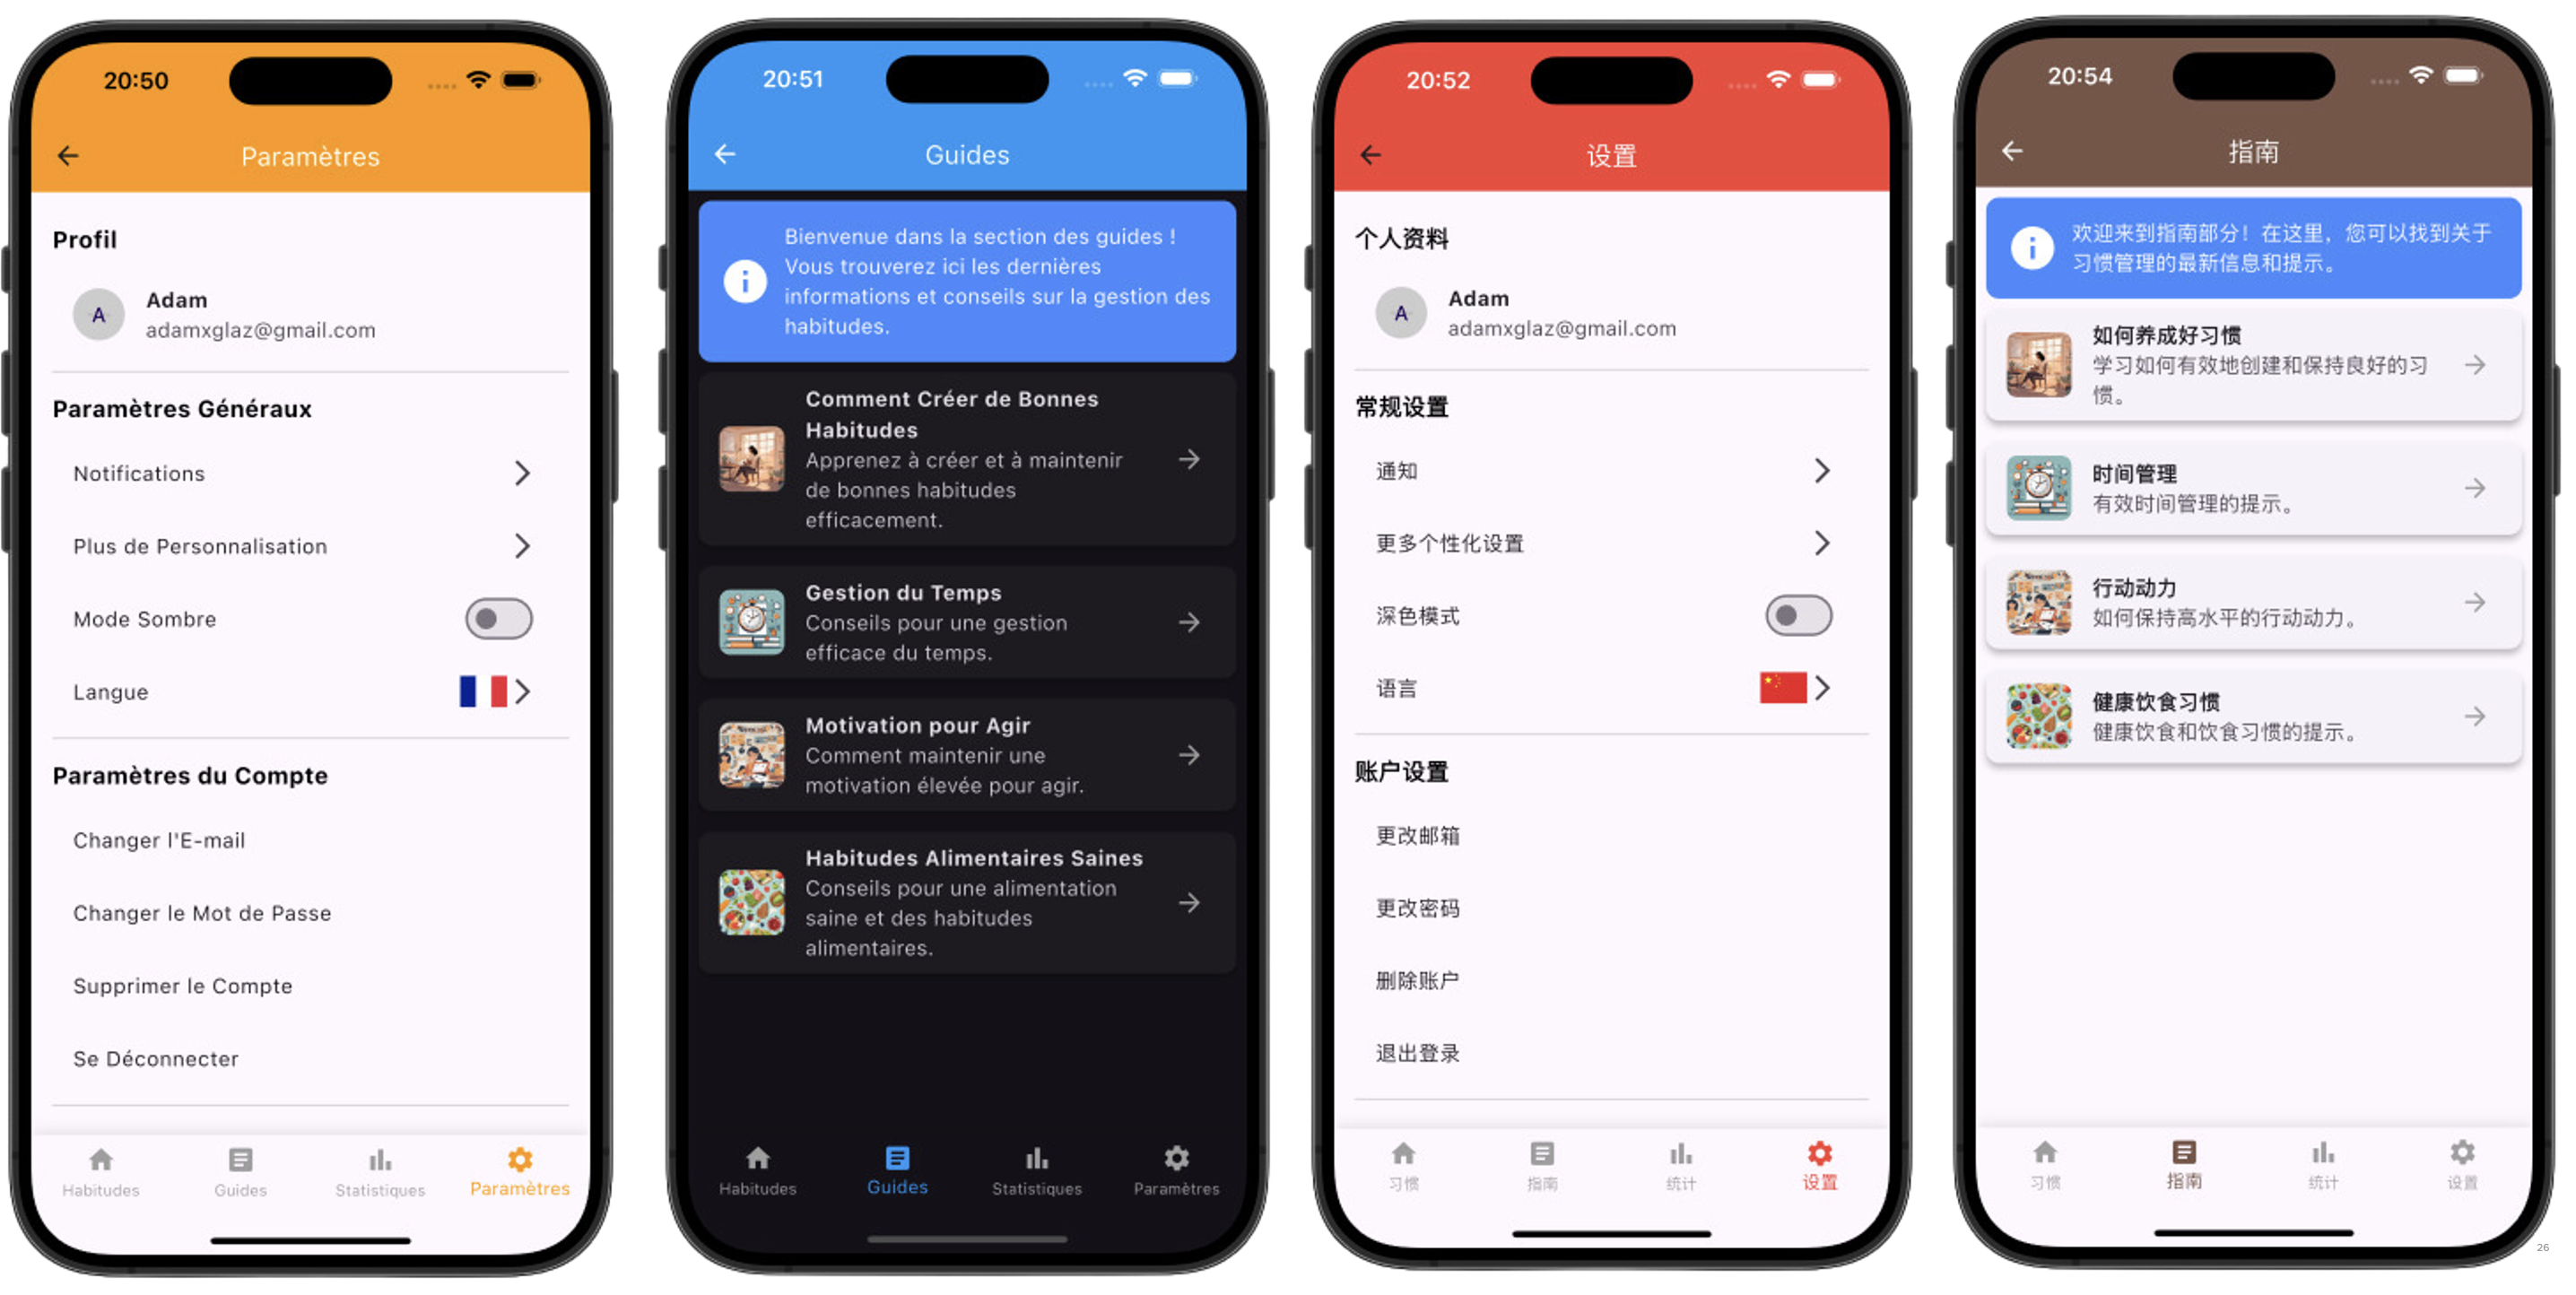 20:50
Paramètres
Profil
A
Adam
adamxglaz@gmail.com
Paramètres Généraux
Notifications
Plus de Personnalisation
Mode Sombre
Langue
Paramètres du Compte
Changer l'E-mail
Changer le Mot de Passe
Supprimer le Compte
Se Déconnecter
Habitudes
Guides
Statistiques
Paramètres
20:51
Guides
Bienvenue dans la section des guides !
Vous trouverez ici les dernières
informations et conseils sur la gestion des
habitudes.
Comment Créer de Bonnes
Habitudes
Apprenez à créer et à maintenir
de bonnes habitudes
efficacement.
Gestion du Temps
Conseils pour une gestion
efficace du temps.
Motivation pour Agir
Comment maintenir une
motivation élevée pour agir.
Habitudes Alimentaires Saines
Conseils pour une alimentation
saine et des habitudes
alimentaires.
Habitudes
Guides
Statistiques
Paramètres
20:52
设置
个人资料
A
Adam
adamxglaz@gmail.com
常规设置
通知
更多个性化设置
深色模式
语言
账户设置
更改邮箱
更改密码
删除账户
退出登录
习惯
指南
统计
设置
20:54
指南
欢迎来到指南部分！在这里，您可以找到关于
习惯管理的最新信息和提示。
如何养成好习惯
学习如何有效地创建和保持良好的习
惯。
时间管理
有效时间管理的提示。
行动动力
如何保持高水平的行动动力。
健康饮食习惯
健康饮食和饮食习惯的提示。
习惯
指南
统计
设置
26